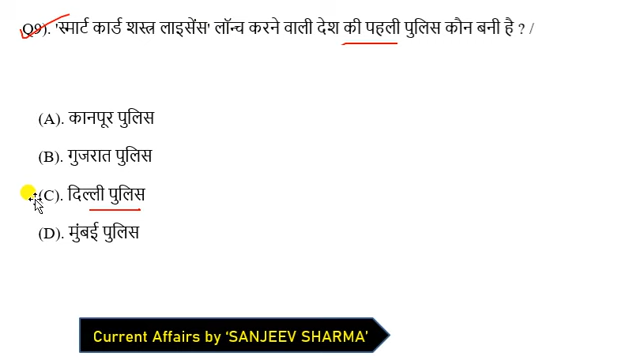 Q9). 'स्मार्ट कार्ड शस्त्र लाइसेंस' लॉन्च करने वाली देश की पहली पुलिस कौन बनी है ? /
(A). कानपूर पुलिस
(B). गुजरात पुलिस
(C). दिल्ली पुलिस
(D). मुंबई पुलिस
Current Affairs by 'SANJEEV SHARMA'